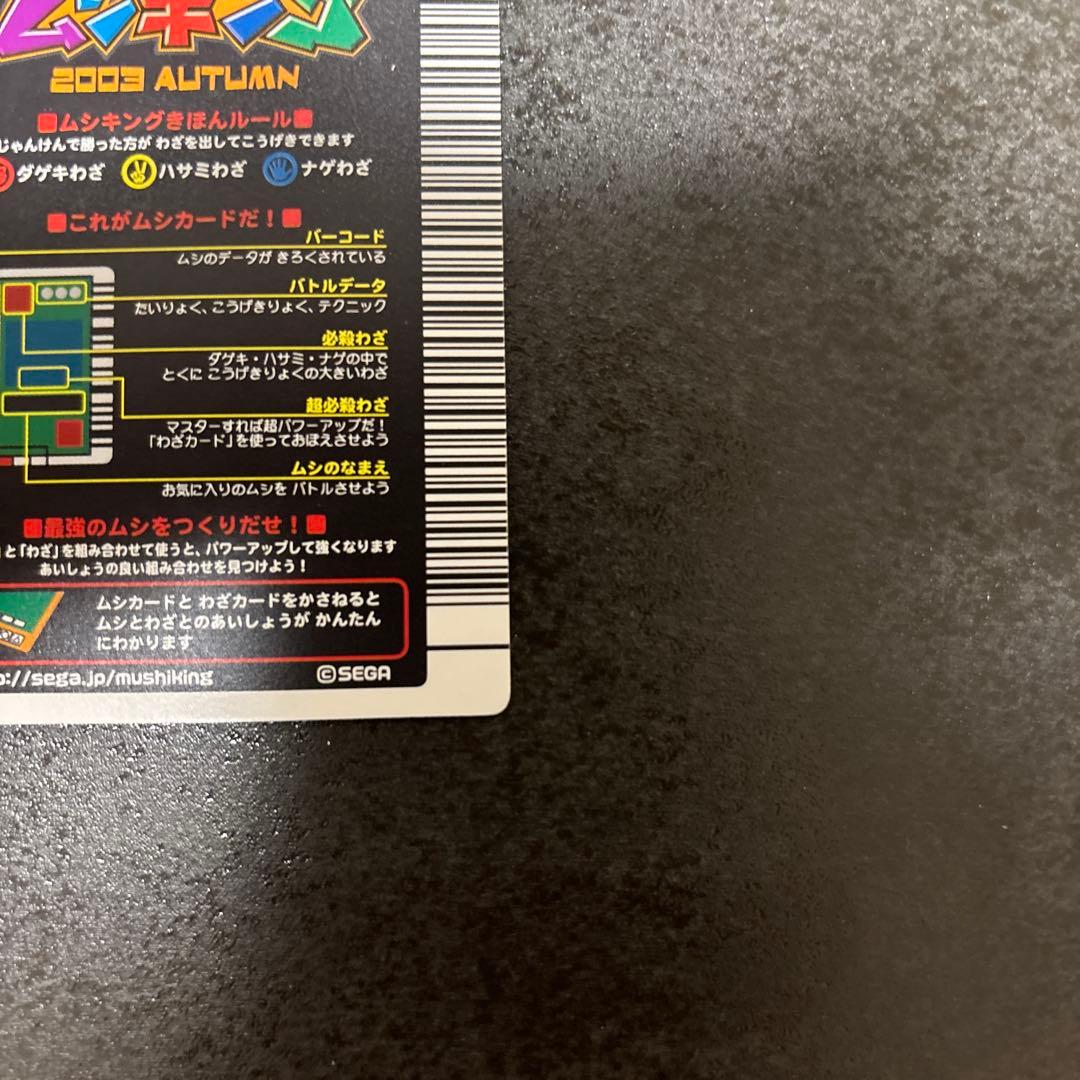 ムシキング
2003 AUTUMN
ムシキングきほんルール
じゃんけんで勝った方が わざを出してこうげきできます
ダゲキわざ ハサミわざ ナゲわざ
これがムシカードだ！
バーコード
ムシのデータが きろくされている
バトルデータ
たいりょく、こうげきりょく、テクニック
必殺わざ
ダゲキ・ハサミ・ナゲの中で
とくに こうげきりょくの大きいわざ
超必殺わざ
マスターすれば超パワーアップだ！
「わざカード」を使っておぼえさせよう
ムシのなまえ
お気に入りのムシを バトルさせよう
最強のムシをつくりだせ！
と「わざ」を組み合わせて使うと、パワーアップして強くなります
あいしょうの良い組み合わせを見つけよう！
ムシカードと わざカードをかさねると
ムシとわざとのあいしょうが かんたん
にわかります
://sega.jp/mushiking ©SEGA